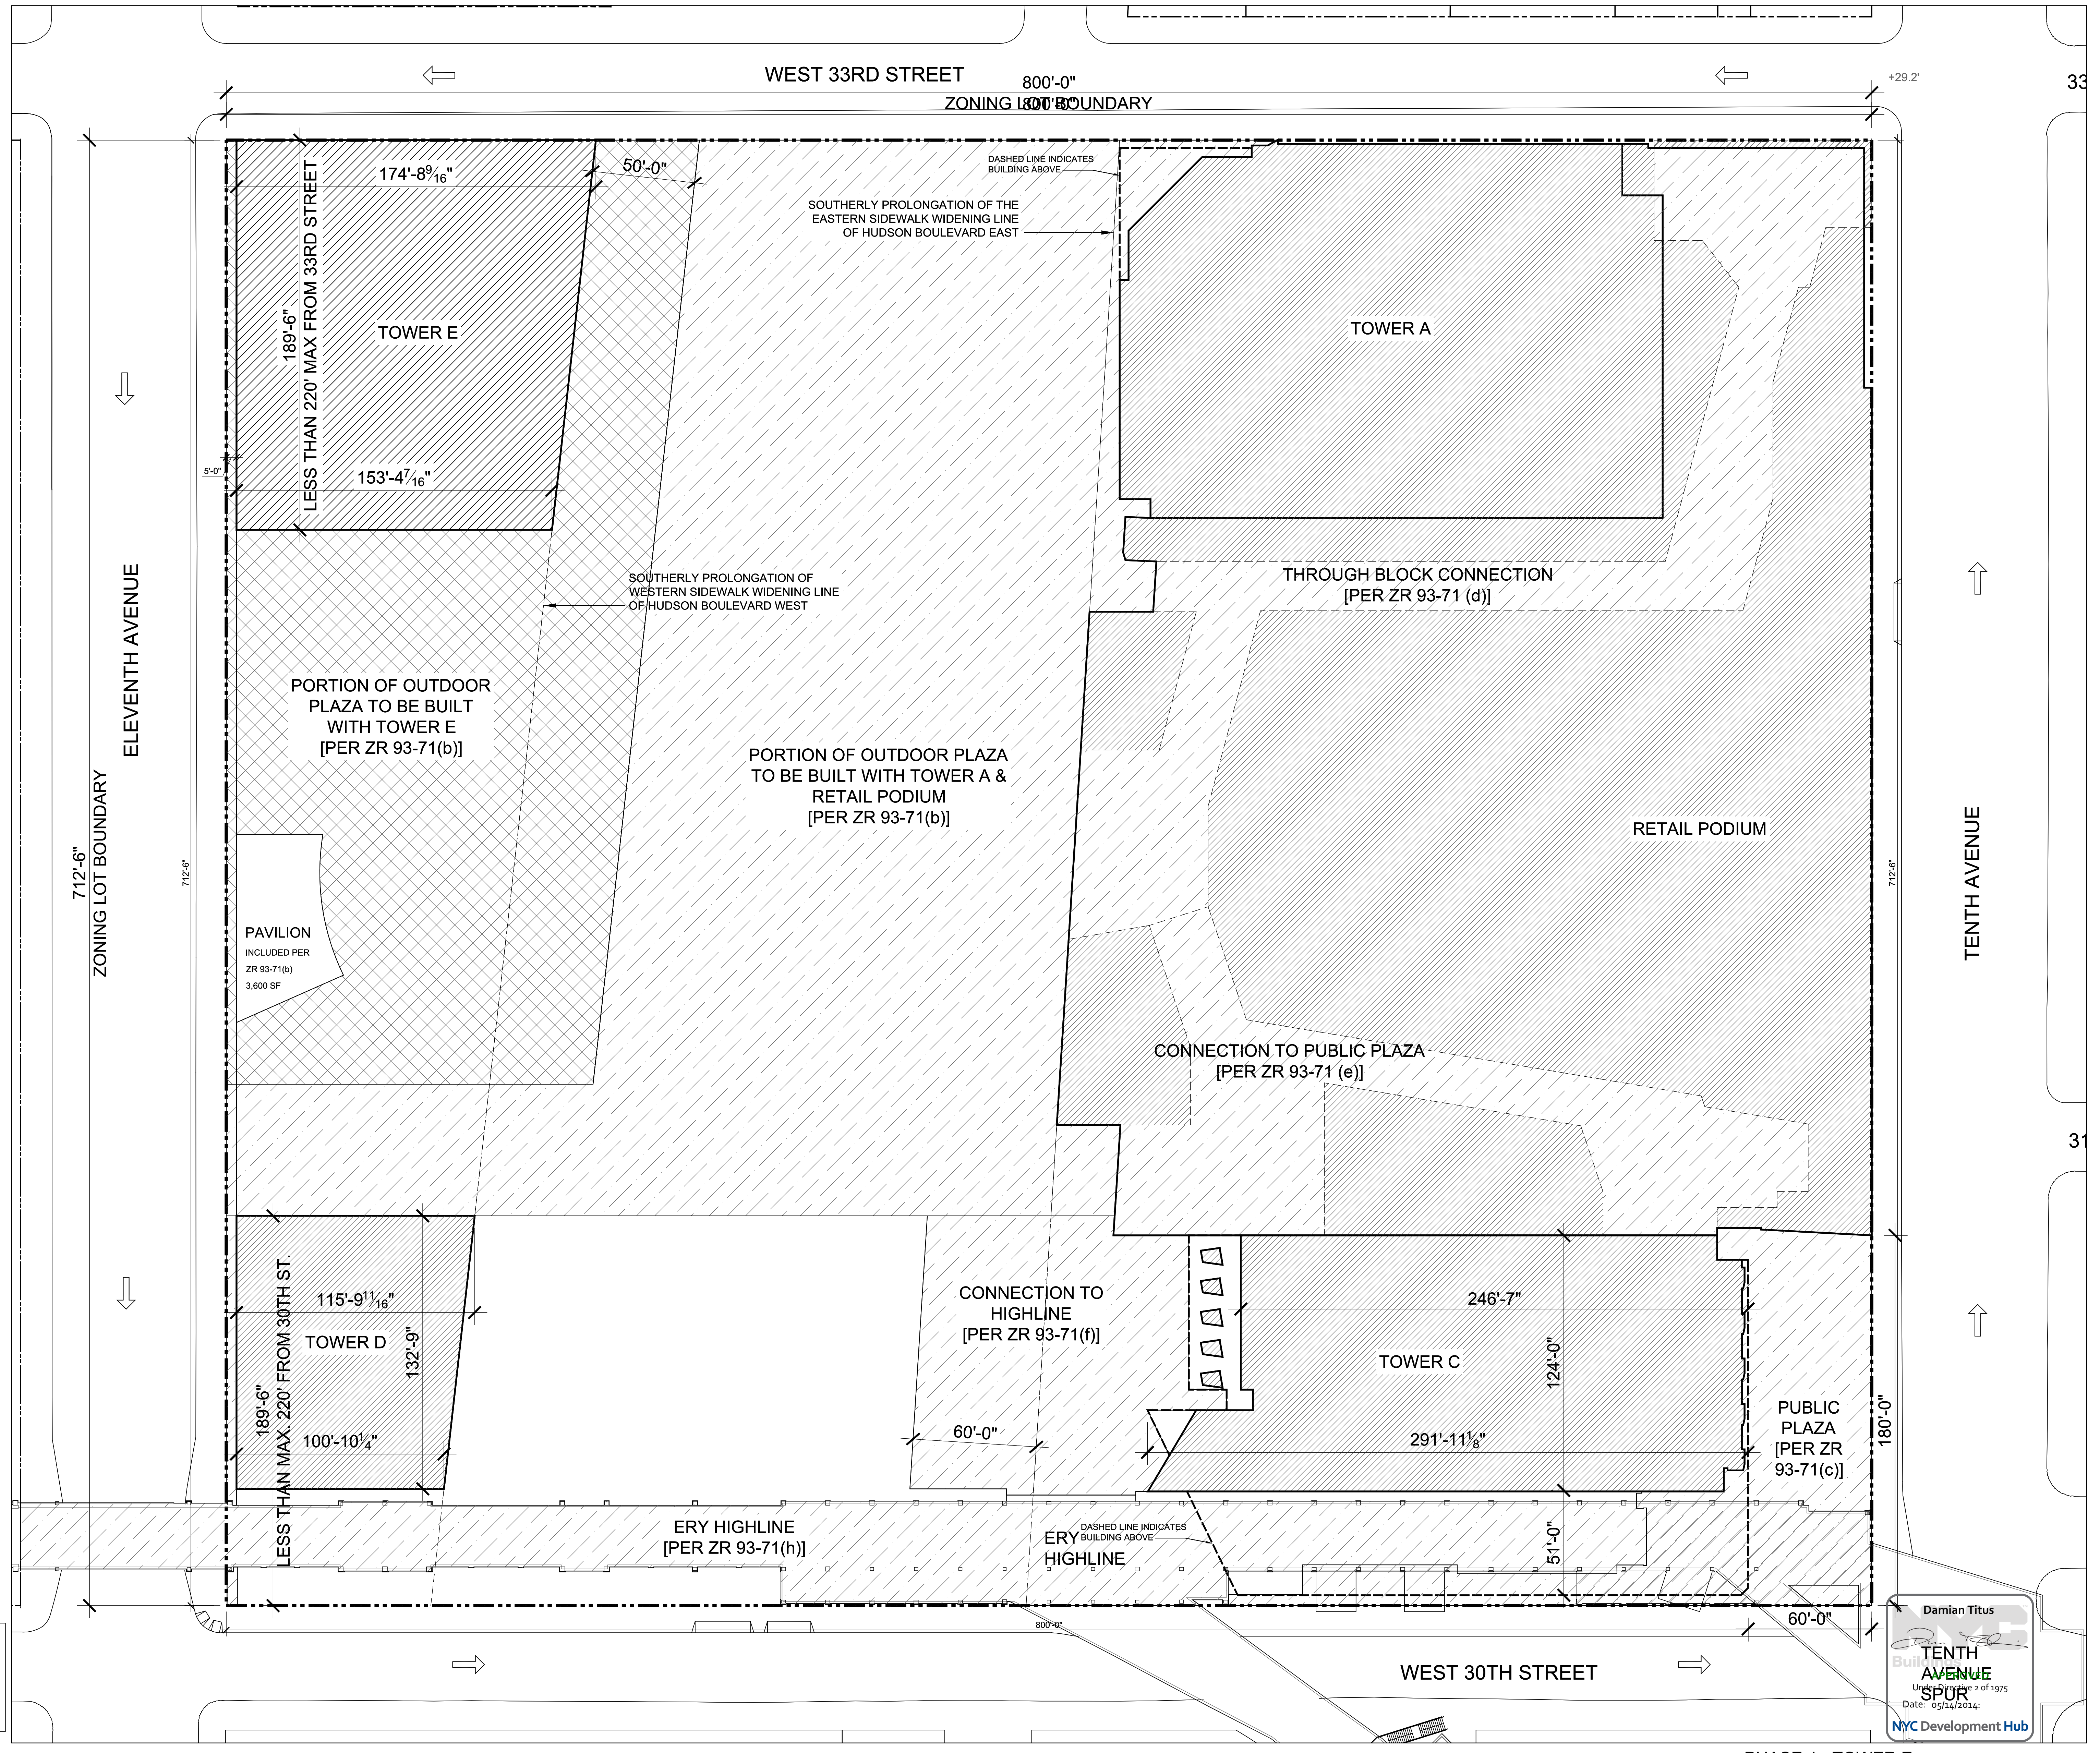 WEST 33RD STREET
800'-0"
ZONING LOT BOUNDARY
800'-0"
+29.2'
33
174'-8 9/16"
50'-0"
LESS THAN 220' MAX FROM 33RD STREET
189'-6"
TOWER E
153'-4 7/16"
5'-0"
DASHED LINE INDICATES
BUILDING ABOVE
SOUTHERLY PROLONGATION OF THE
EASTERN SIDEWALK WIDENING LINE
OF HUDSON BOULEVARD EAST
TOWER A
SOUTHERLY PROLONGATION OF
WESTERN SIDEWALK WIDENING LINE
OF HUDSON BOULEVARD WEST
THROUGH BLOCK CONNECTION
[PER ZR 93-71 (d)]
ELEVENTH AVENUE
ZONING LOT BOUNDARY
712'-6"
712'-6"
PORTION OF OUTDOOR
PLAZA TO BE BUILT
WITH TOWER E
[PER ZR 93-71(b)]
PORTION OF OUTDOOR PLAZA
TO BE BUILT WITH TOWER A &
RETAIL PODIUM
[PER ZR 93-71(b)]
RETAIL PODIUM
TENTH AVENUE
712'-6"
PAVILION
INCLUDED PER
ZR 93-71(b)
3,600 SF
CONNECTION TO PUBLIC PLAZA
[PER ZR 93-71 (e)]
31
115'-9 11/16"
TOWER D
132'-9"
189'-6"
LESS THAN MAX. 220' FROM 30TH ST.
100'-10 1/4"
CONNECTION TO
HIGHLINE
[PER ZR 93-71(f)]
60'-0"
246'-7"
TOWER C
124'-0"
291'-11 1/8"
PUBLIC
PLAZA
[PER ZR
93-71(c)]
180'-0"
ERY HIGHLINE
[PER ZR 93-71(h)]
ERY
HIGHLINE
DASHED LINE INDICATES
BUILDING ABOVE
51'-0"
800'-0"
60'-0"
WEST 30TH STREET
Damian Titus
NYC
Buildings
TENTH
AVENUE
SPUR
APPROVED
Under Directive 2 of 1975
Date: 05/14/2014:
NYC Development Hub